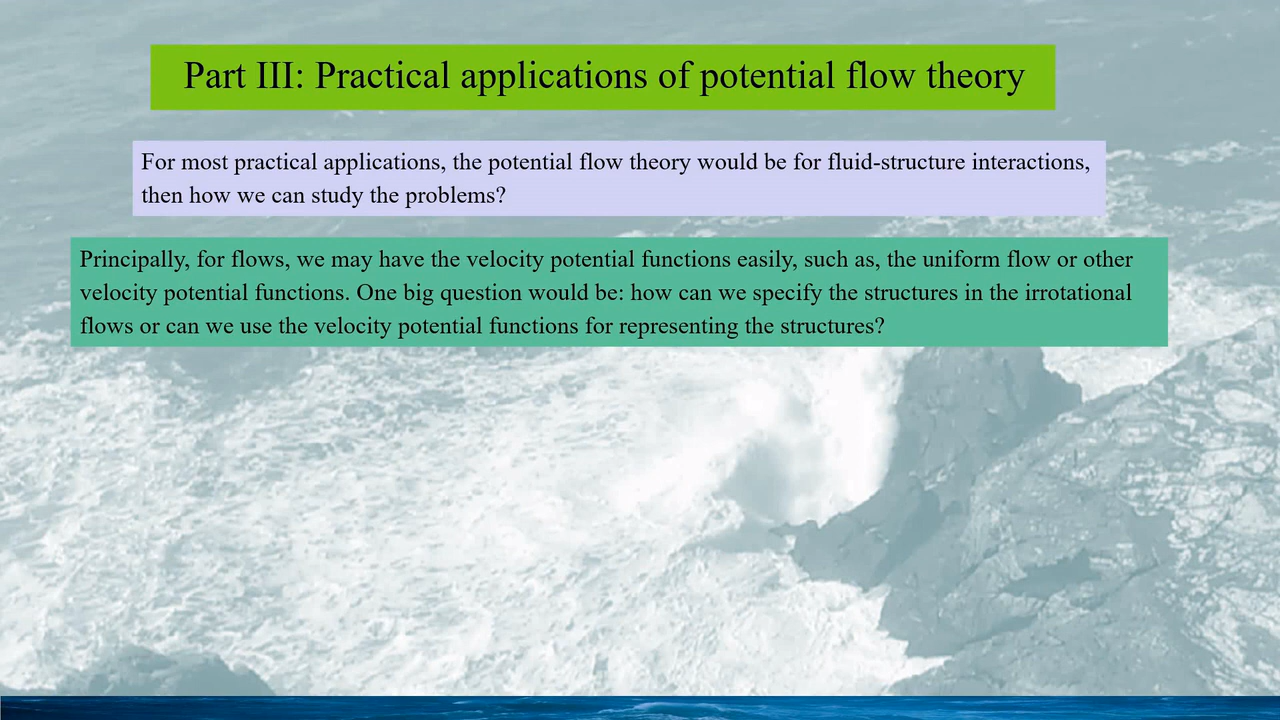 Part III: Practical applications of potential flow theory
For most practical applications, the potential flow theory would be for fluid-structure interactions,
then how we can study the problems?
Principally, for flows, we may have the velocity potential functions easily, such as, the uniform flow or other
velocity potential functions. One big question would be: how can we specify the structures in the irrotational
flows or can we use the velocity potential functions for representing the structures?